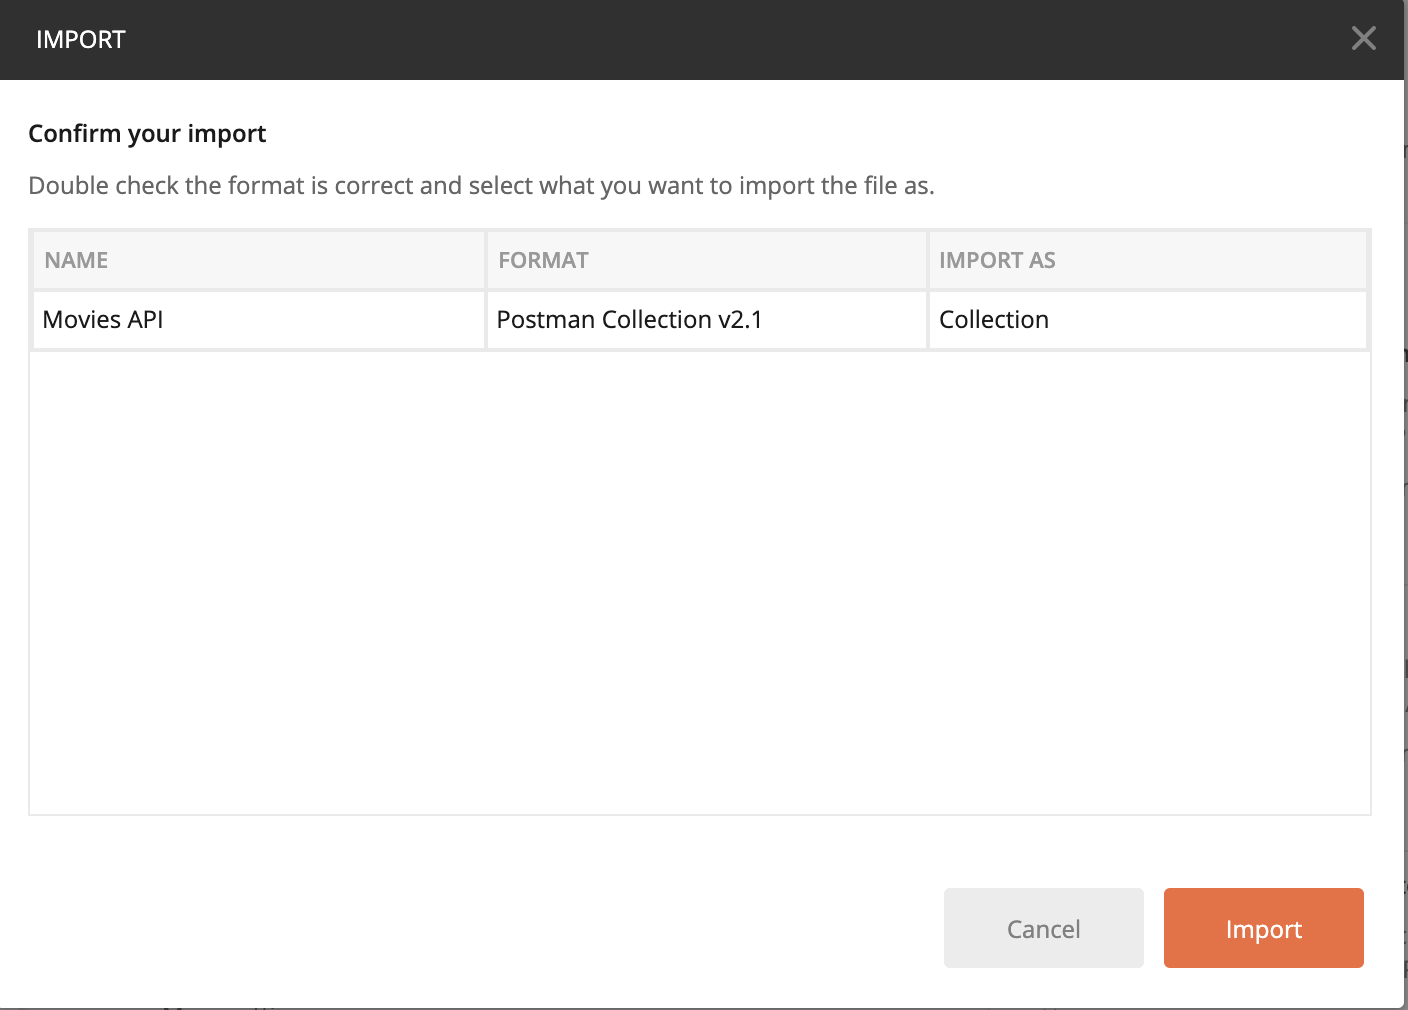 IMPORT
Confirm your import
Double check the format is correct and select what you want to import the file as.
NAME FORMAT IMPORT AS
Movies API Postman Collection v2.1 Collection
Cancel Import